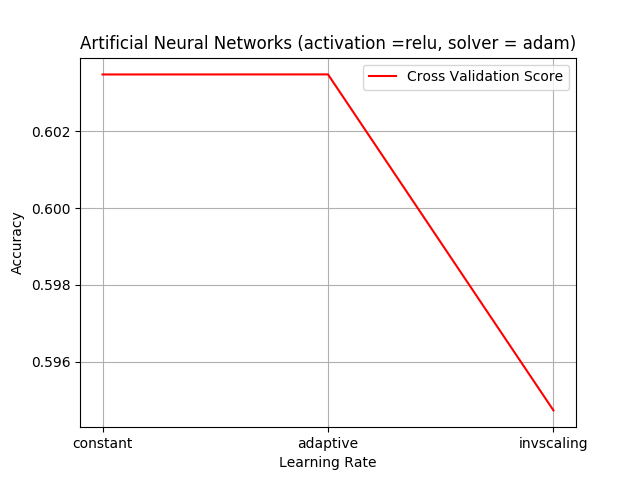 Artificial Neural Networks (activation =relu, solver = adam)
Cross Validation Score
0.602
0.600
0.598
0.596
Accuracy
constant
adaptive
invscaling
Learning Rate